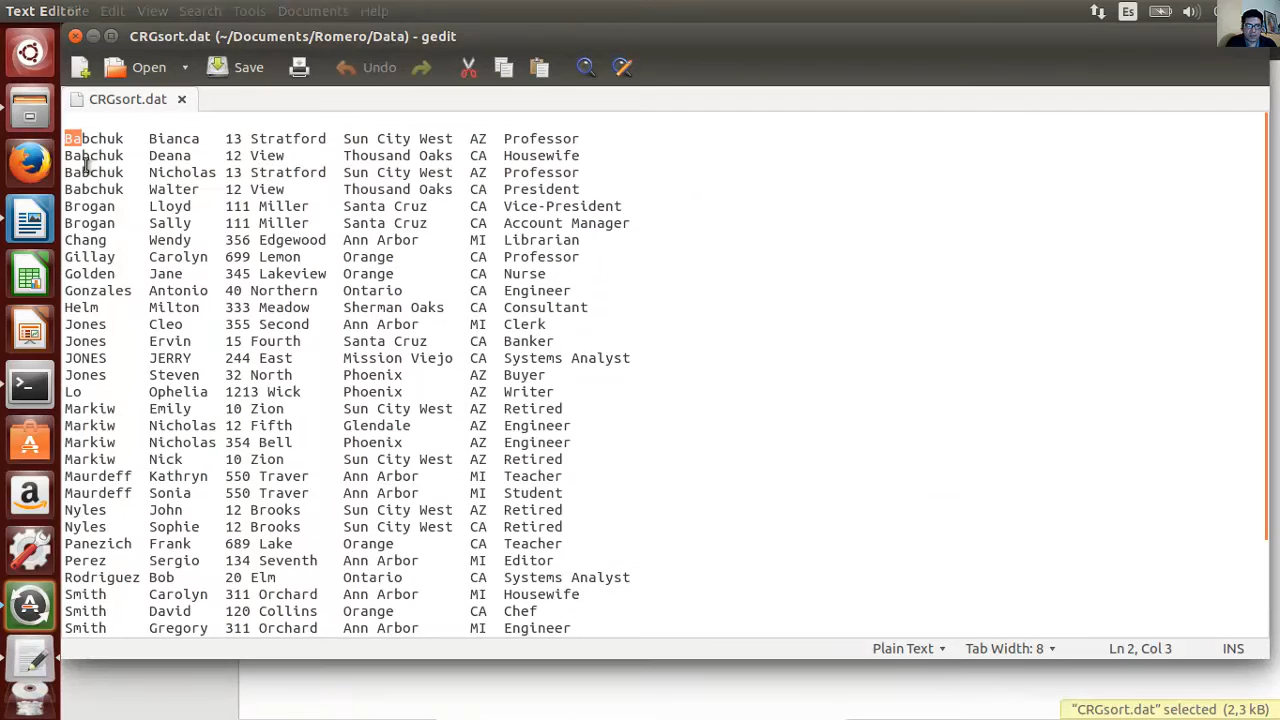 Text Editor File Edit View Search Tools Documents Help
Es
CRGsort.dat (~/Documents/Romero/Data) - gedit
Open Save Undo
CRGsort.dat ×
Babchuk Bianca 13 Stratford Sun City West AZ Professor
Babchuk Deana 12 View Thousand Oaks CA Housewife
Babchuk Nicholas 13 Stratford Sun City West AZ Professor
Babchuk Walter 12 View Thousand Oaks CA President
Brogan Lloyd 111 Miller Santa Cruz CA Vice-President
Brogan Sally 111 Miller Santa Cruz CA Account Manager
Chang Wendy 356 Edgewood Ann Arbor MI Librarian
Gillay Carolyn 699 Lemon Orange CA Professor
Golden Jane 345 Lakeview Orange CA Nurse
Gonzales Antonio 40 Northern Ontario CA Engineer
Helm Milton 333 Meadow Sherman Oaks CA Consultant
Jones Cleo 355 Second Ann Arbor MI Clerk
Jones Ervin 15 Fourth Santa Cruz CA Banker
JONES JERRY 244 East Mission Viejo CA Systems Analyst
Jones Steven 32 North Phoenix AZ Buyer
Lo Ophelia 1213 Wick Phoenix AZ Writer
Markiw Emily 10 Zion Sun City West AZ Retired
Markiw Nicholas 12 Fifth Glendale AZ Engineer
Markiw Nicholas 354 Bell Phoenix AZ Engineer
Markiw Nick 10 Zion Sun City West AZ Retired
Maurdeff Kathryn 550 Traver Ann Arbor MI Teacher
Maurdeff Sonia 550 Traver Ann Arbor MI Student
Nyles John 12 Brooks Sun City West AZ Retired
Nyles Sophie 12 Brooks Sun City West CA Retired
Panezich Frank 689 Lake Orange CA Teacher
Perez Sergio 134 Seventh Ann Arbor MI Editor
Rodriguez Bob 20 Elm Ontario CA Systems Analyst
Smith Carolyn 311 Orchard Ann Arbor MI Housewife
Smith David 120 Collins Orange CA Chef
Smith Gregory 311 Orchard Ann Arbor MI Engineer
Plain Text Tab Width: 8 Ln 2, Col 3 INS
"CRGsort.dat" selected (2,3 kB)